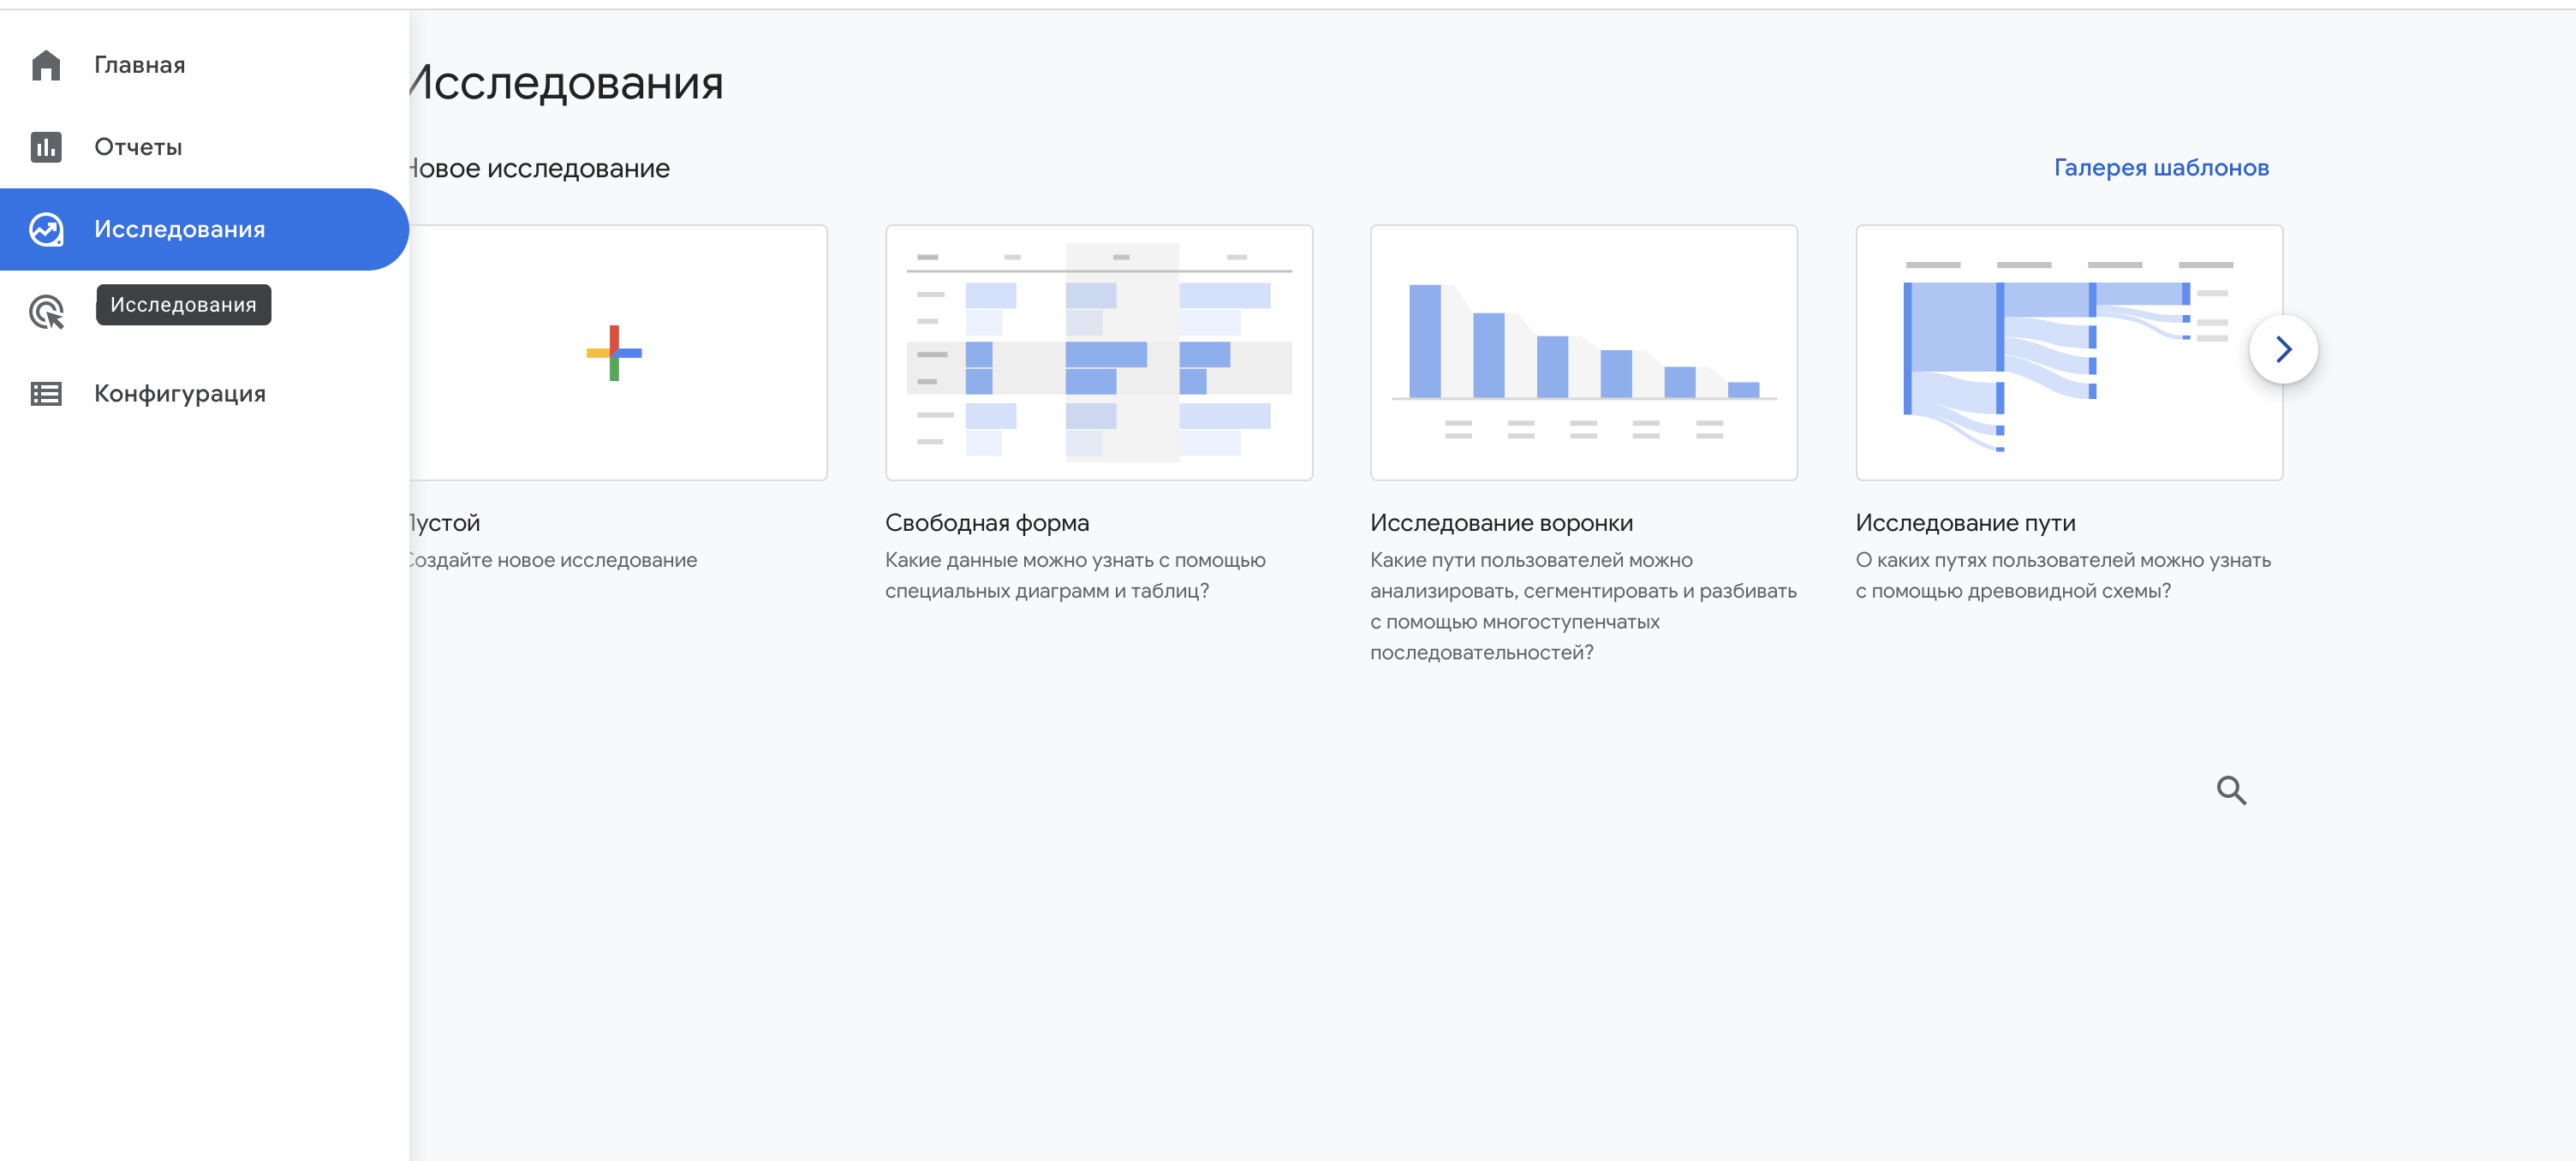 Главная
Отчеты
Исследования
Исследования
Конфигурация
Исследования
Новое исследование
Галерея шаблонов
Пустой
Создайте новое исследование
Свободная форма
Какие данные можно узнать с помощью
специальных диаграмм и таблиц?
Исследование воронки
Какие пути пользователей можно
анализировать, сегментировать и разбивать
с помощью многоступенчатых
последовательностей?
Исследование пути
О каких путях пользователей можно узнать
с помощью древовидной схемы?